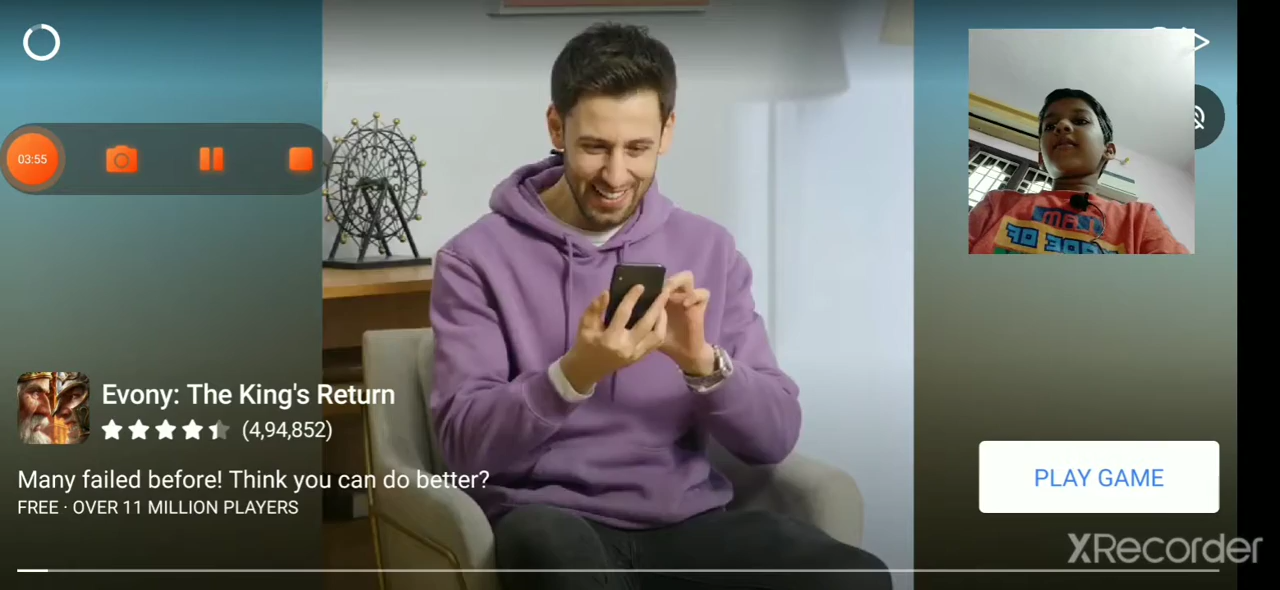 03:55
Evony: The King's Return
(4,94,852)
Many failed before! Think you can do better?
FREE · OVER 11 MILLION PLAYERS
PLAY GAME
XRecorder